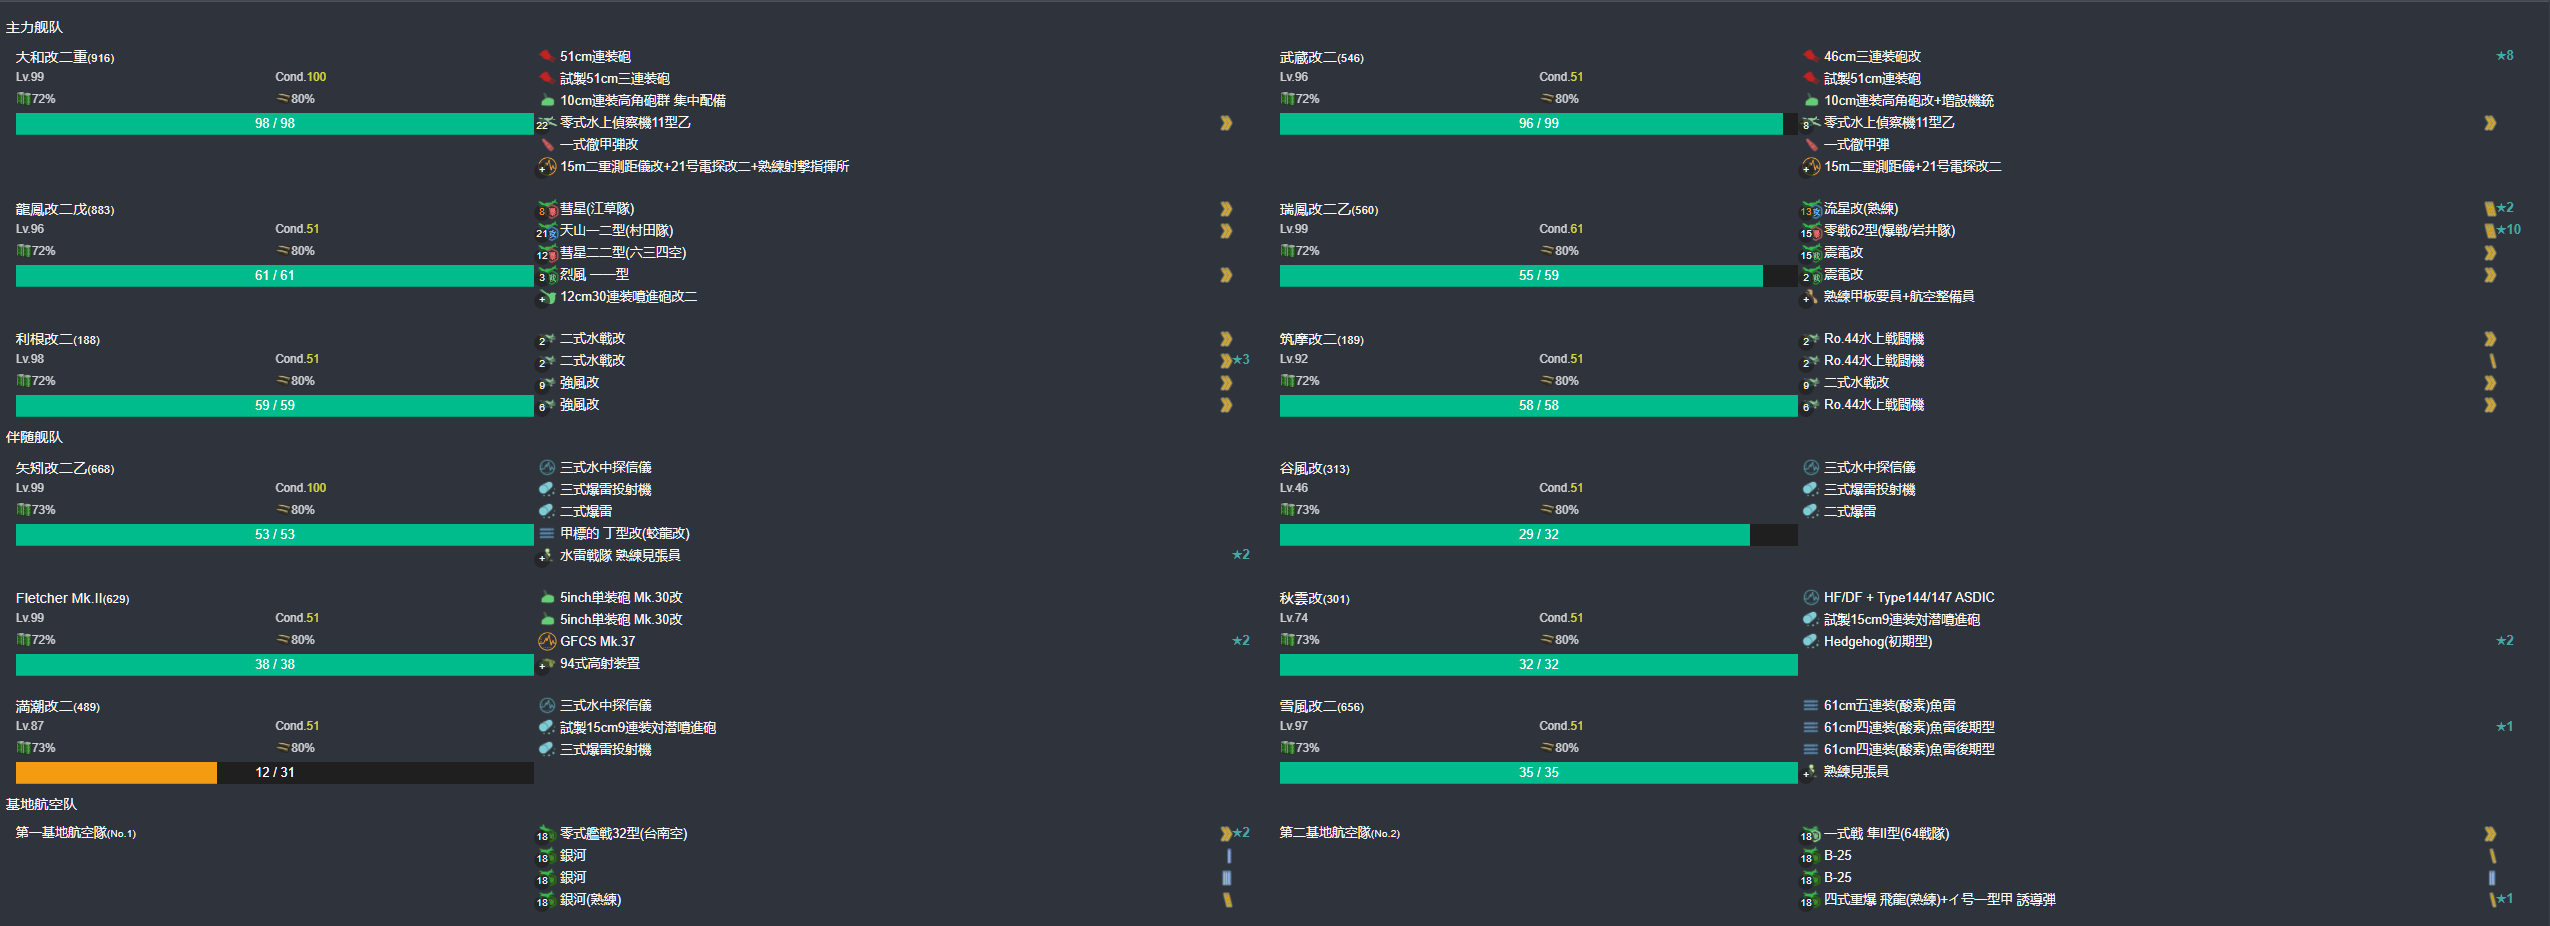 主力舰队
大和改二重(916)
Lv.99 Cond.100
72% 80%
98 / 98
51cm連装砲
試製51cm三連装砲
10cm連装高角砲群 集中配備
22 零式水上偵察機11型乙
一式徹甲弾改
15m二重測距儀改+21号電探改二+熟練射撃指揮所
武蔵改二(546)
Lv.96 Cond.51
72% 80%
96 / 99
46cm三連装砲改 ★8
試製51cm連装砲
10cm連装高角砲改+増設機銃
8 零式水上偵察機11型乙
一式徹甲弾
15m二重測距儀+21号電探改二
龍鳳改二戊(883)
Lv.96 Cond.51
72% 80%
61 / 61
8 彗星(江草隊)
21 天山一二型(村田隊)
12 彗星二二型(六三四空)
3 烈風 一一型
12cm30連装噴進砲改二
瑞鳳改二乙(560)
Lv.99 Cond.61
72% 80%
55 / 59
13 流星改(熟練) ★2
15 零戦62型(爆戦/岩井隊) ★10
15 震電改
2 震電改
熟練甲板要員+航空整備員
利根改二(188)
Lv.98 Cond.51
72% 80%
59 / 59
2 二式水戦改
2 二式水戦改 ★3
9 強風改
6 強風改
筑摩改二(189)
Lv.92 Cond.51
72% 80%
58 / 58
2 Ro.44水上戦闘機
2 Ro.44水上戦闘機
9 二式水戦改
6 Ro.44水上戦闘機
伴随舰队
矢矧改二乙(668)
Lv.99 Cond.100
73% 80%
53 / 53
三式水中探信儀
三式爆雷投射機
二式爆雷
甲標的 丁型改(蛟龍改)
水雷戦隊 熟練見張員 ★2
谷風改(313)
Lv.46 Cond.51
73% 80%
29 / 32
三式水中探信儀
三式爆雷投射機
二式爆雷
Fletcher Mk.II(629)
Lv.99 Cond.51
72% 80%
38 / 38
5inch単装砲 Mk.30改
5inch単装砲 Mk.30改
GFCS Mk.37 ★2
94式高射装置
秋雲改(301)
Lv.74 Cond.51
73% 80%
32 / 32
HF/DF + Type144/147 ASDIC
試製15cm9連装対潜噴進砲
Hedgehog(初期型) ★2
満潮改二(489)
Lv.87 Cond.51
73% 80%
12 / 31
三式水中探信儀
試製15cm9連装対潜噴進砲
三式爆雷投射機
雪風改二(656)
Lv.97 Cond.51
73% 80%
35 / 35
61cm五連装(酸素)魚雷
61cm四連装(酸素)魚雷後期型 ★1
61cm四連装(酸素)魚雷後期型
熟練見張員
基地航空队
第一基地航空隊(No.1)
18 零式艦戦32型(台南空) ★2
18 銀河
18 銀河
18 銀河(熟練)
第二基地航空隊(No.2)
18 一式戦 隼II型(64戦隊)
18 B-25
18 B-25
18 四式重爆 飛龍(熟練)+イ号一型甲 誘導弾 ★1